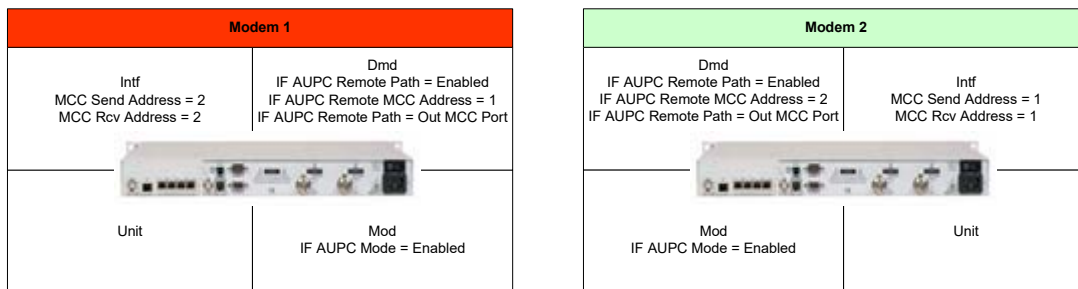 Modem 1
Intf
MCC Send Address = 2
MCC Rcv Address = 2
Dmd
IF AUPC Remote Path = Enabled
IF AUPC Remote MCC Address = 1
IF AUPC Remote Path = Out MCC Port
Unit
Mod
IF AUPC Mode = Enabled
Modem 2
Dmd
IF AUPC Remote Path = Enabled
IF AUPC Remote MCC Address = 2
IF AUPC Remote Path = Out MCC Port
Intf
MCC Send Address = 1
MCC Rcv Address = 1
Mod
IF AUPC Mode = Enabled
Unit